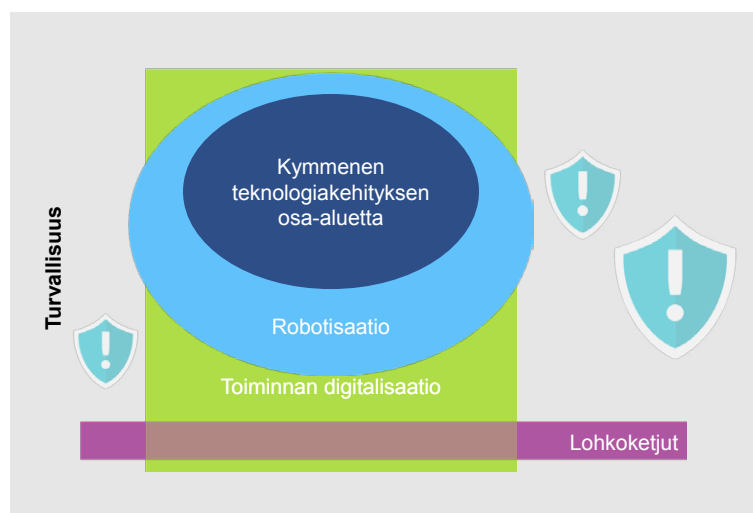 Kymmenen
teknologiakehityksen
osa-aluetta
Turvallisuus
Robotisaatio
Toiminnan digitalisaatio
Lohkoketjut